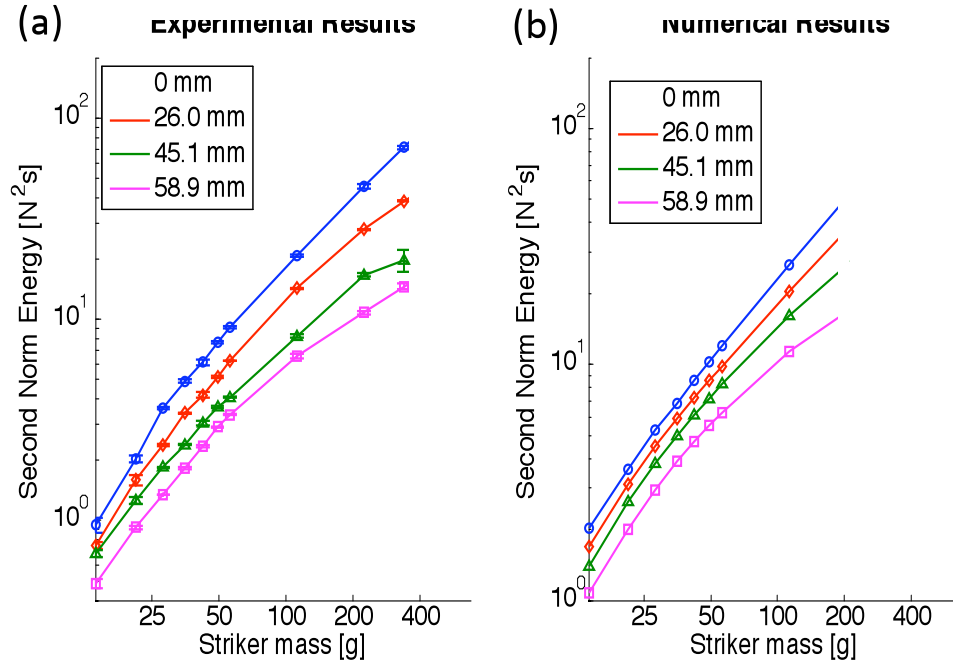 (a)
Experimental Results
0 mm
26.0 mm
45.1 mm
58.9 mm
10^2
10^1
10^0
Second Norm Energy [N^2s]
25
50
100
200
400
Striker mass [g]
(b)
Numerical Results
0 mm
26.0 mm
45.1 mm
58.9 mm
10^2
10^1
10^0
Second Norm Energy [N^2s]
25
50
100
200
400
Striker mass [g]